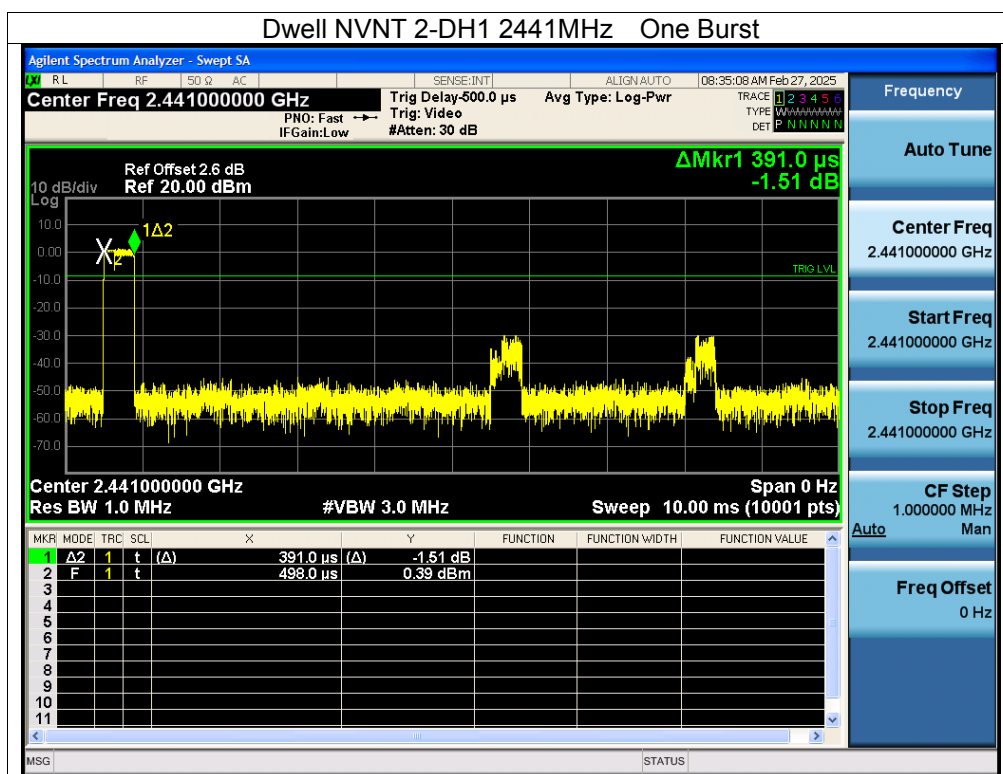 Dwell NVNT 2-DH1 2441MHz One Burst
Agilent Spectrum Analyzer - Swept SA
LXI RL RF 50 Ω AC SENSE:INT ALIGN AUTO 08:35:08 AM Feb 27, 2025
Center Freq 2.441000000 GHz
PNO: Fast
IFGain:Low
Trig Delay-500.0 µs
Trig: Video
#Atten: 30 dB
Avg Type: Log-Pwr
TRACE 1 2 3 4 5 6
TYPE WWWWWW
DET P N N N N N
Frequency
Auto Tune
Center Freq
2.441000000 GHz
Start Freq
2.441000000 GHz
Stop Freq
2.441000000 GHz
CF Step
1.000000 MHz
Auto Man
Freq Offset
0 Hz
ΔMkr1 391.0 µs
-1.51 dB
Ref Offset 2.6 dB
10 dB/div Ref 20.00 dBm
Log
10.0
0.00
-10.0
-20.0
-30.0
-40.0
-50.0
-60.0
-70.0
1Δ2
2
TRIG LVL
Center 2.441000000 GHz Span 0 Hz
Res BW 1.0 MHz #VBW 3.0 MHz Sweep 10.00 ms (10001 pts)
MKR MODE TRC SCL X Y FUNCTION FUNCTION WIDTH FUNCTION VALUE
1 Δ2 1 t (Δ) 391.0 µs (Δ) -1.51 dB
2 F 1 t 498.0 µs 0.39 dBm
3
4
5
6
7
8
9
10
11
MSG STATUS